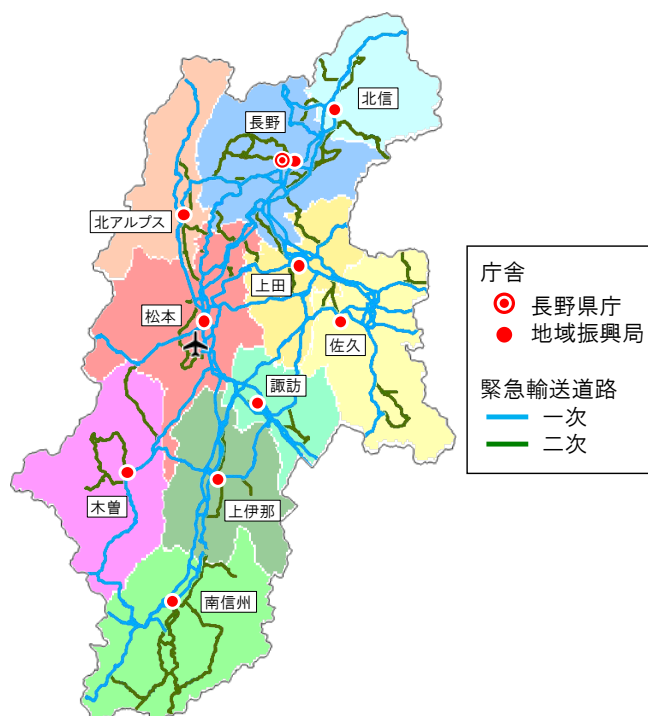 北信
長野
北アルプス
上田
松本
佐久
諏訪
木曽
上伊那
南信州
庁舎
長野県庁
地域振興局
緊急輸送道路
一次
二次